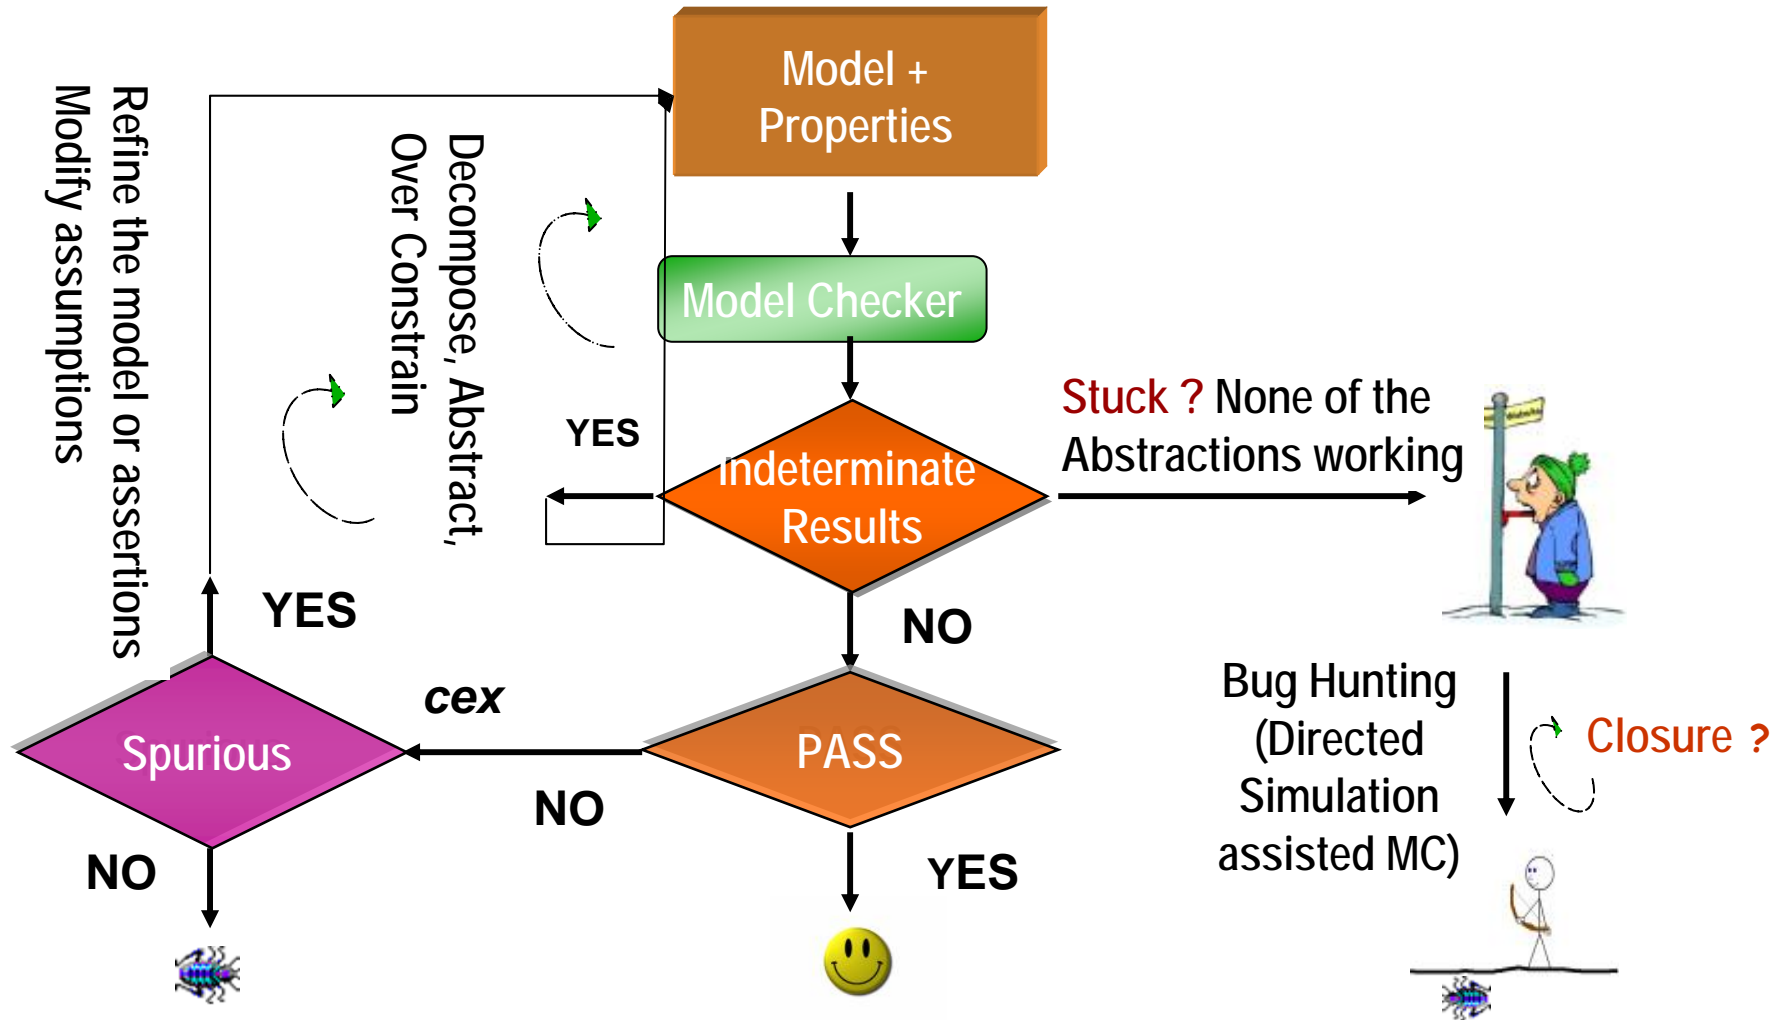 Model +
Properties
Refine the model or assertions
Modify assumptions
Decompose, Abstract,
Over Constrain
Model Checker
YES
Indeterminate
Results
Stuck ? None of the
Abstractions working
YES
NO
cex
Spurious
PASS
NO
NO
YES
Bug Hunting
(Directed
Simulation
assisted MC)
Closure ?